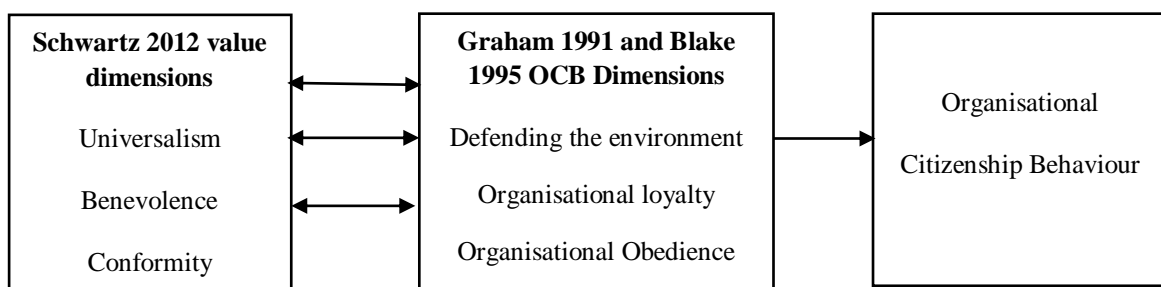 Schwartz 2012 value
dimensions
Universalism
Benevolence
Conformity
Graham 1991 and Blake
1995 OCB Dimensions
Defending the environment
Organisational loyalty
Organisational Obedience
Organisational
Citizenship Behaviour